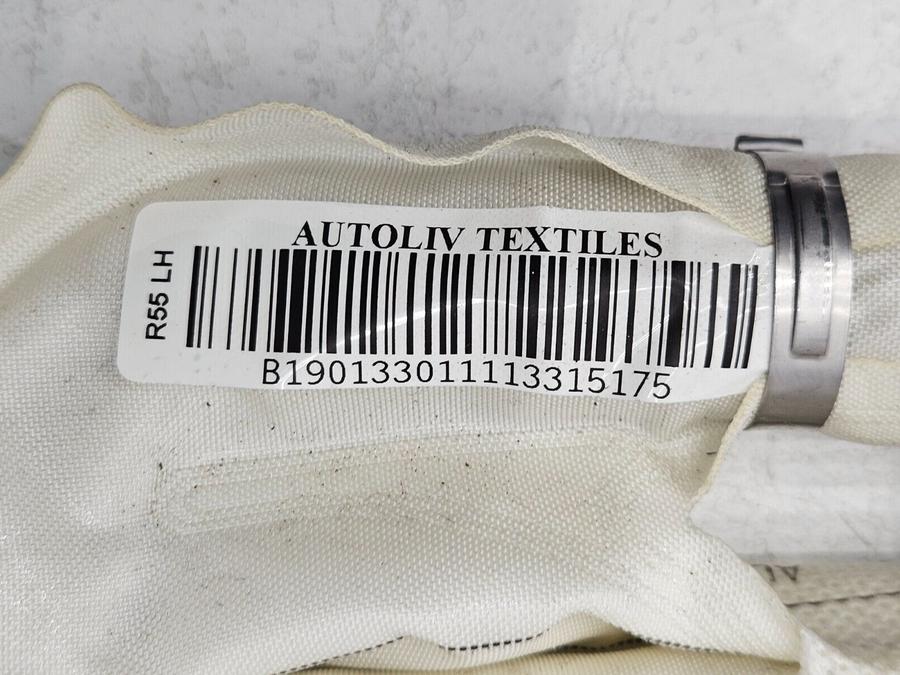 AUTOLIV TEXTILES
R55 LH
B190133011113315175